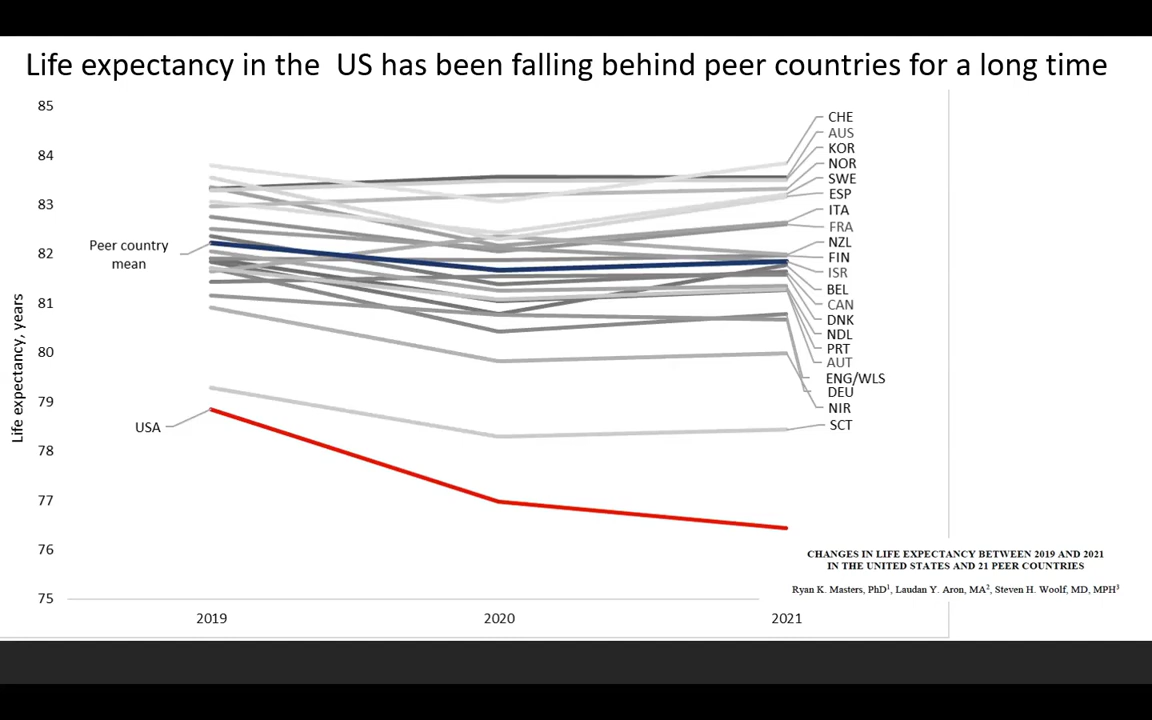 Life expectancy in the US has been falling behind peer countries for a long time
85
84
83
82
81
80
79
78
77
76
75
Life expectancy, years
Peer country
mean
USA
CHE
AUS
KOR
NOR
SWE
ESP
ITA
FRA
NZL
FIN
ISR
BEL
CAN
DNK
NDL
PRT
AUT
ENG/WLS
DEU
NIR
SCT
CHANGES IN LIFE EXPECTANCY BETWEEN 2019 AND 2021
IN THE UNITED STATES AND 21 PEER COUNTRIES
Ryan K. Masters, PhD¹, Laudan Y. Aron, MA², Steven H. Woolf, MD, MPH³
2019
2020
2021